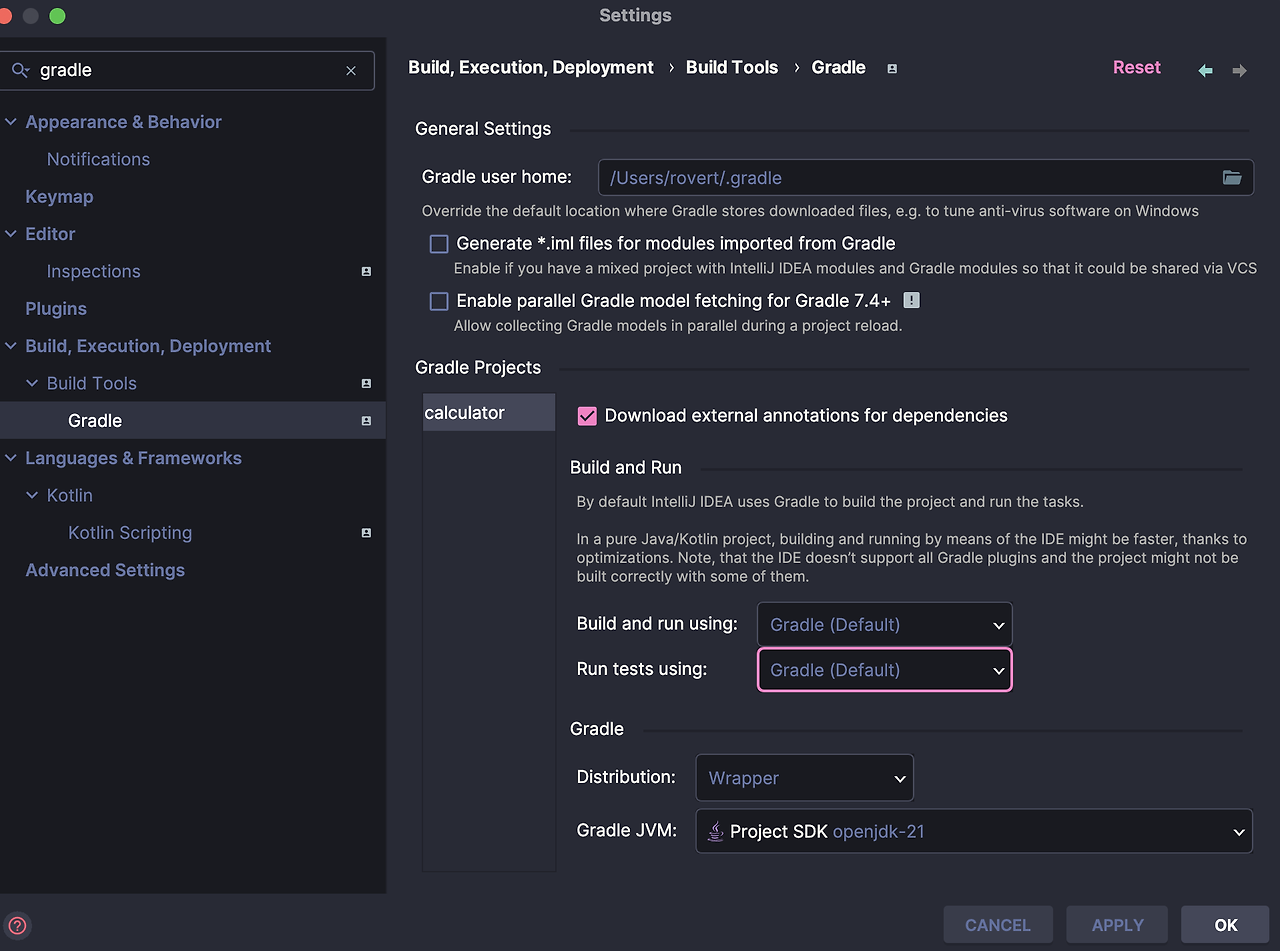 Settings
gradle
Appearance & Behavior
Notifications
Keymap
Editor
Inspections
Plugins
Build, Execution, Deployment
Build Tools
Gradle
Languages & Frameworks
Kotlin
Kotlin Scripting
Advanced Settings
Build, Execution, Deployment › Build Tools › Gradle
Reset
General Settings
Gradle user home: /Users/rovert/.gradle
Override the default location where Gradle stores downloaded files, e.g. to tune anti-virus software on Windows
Generate *.iml files for modules imported from Gradle
Enable if you have a mixed project with IntelliJ IDEA modules and Gradle modules so that it could be shared via VCS
Enable parallel Gradle model fetching for Gradle 7.4+
Allow collecting Gradle models in parallel during a project reload.
Gradle Projects
calculator
Download external annotations for dependencies
Build and Run
By default IntelliJ IDEA uses Gradle to build the project and run the tasks.
In a pure Java/Kotlin project, building and running by means of the IDE might be faster, thanks to
optimizations. Note, that the IDE doesn't support all Gradle plugins and the project might not be
built correctly with some of them.
Build and run using: Gradle (Default)
Run tests using: Gradle (Default)
Gradle
Distribution: Wrapper
Gradle JVM: Project SDK openjdk-21
?
CANCEL
APPLY
OK